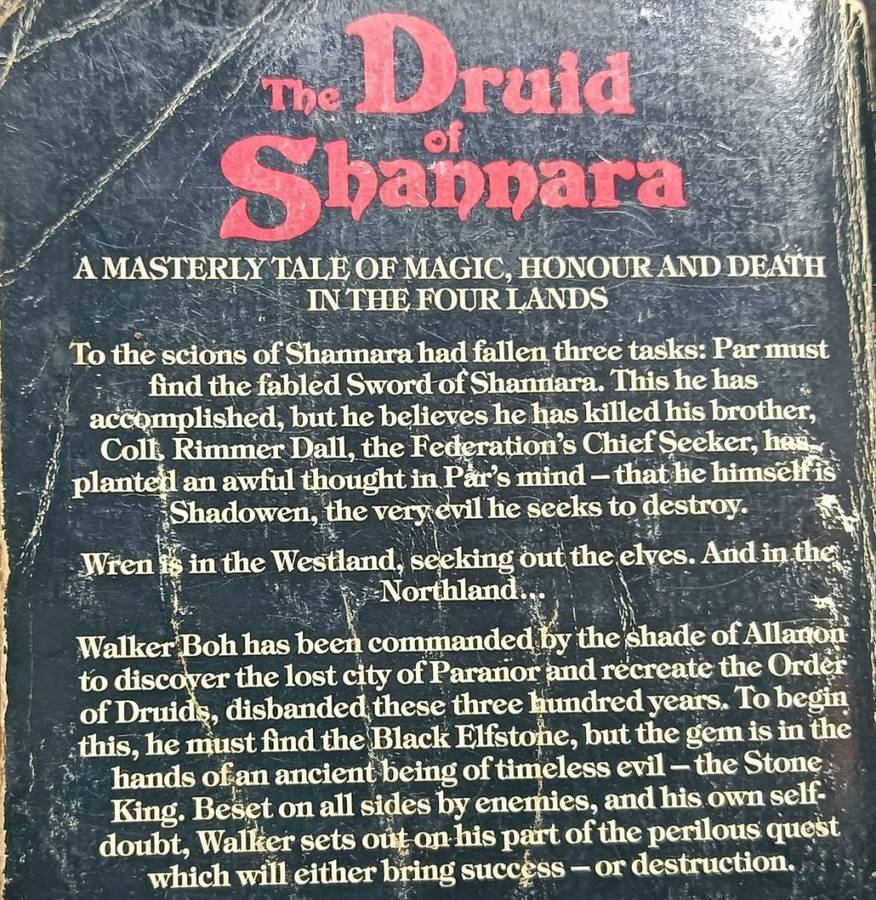 The Druid
of
Shannara
A MASTERLY TALE OF MAGIC, HONOUR AND DEATH
IN THE FOUR LANDS
To the scions of Shannara had fallen three tasks: Par must
find the fabled Sword of Shannara. This he has
accomplished, but he believes he has killed his brother,
Coll. Rimmer Dall, the Federation's Chief Seeker, has
planted an awful thought in Par's mind – that he himself is
Shadowen, the very evil he seeks to destroy.
Wren is in the Westland, seeking out the elves. And in the
Northland...
Walker Boh has been commanded by the shade of Allanon
to discover the lost city of Paranor and recreate the Order
of Druids, disbanded these three hundred years. To begin
this, he must find the Black Elfstone, but the gem is in the
hands of an ancient being of timeless evil – the Stone
King. Beset on all sides by enemies, and his own self-
doubt, Walker sets out on his part of the perilous quest
which will either bring success – or destruction.